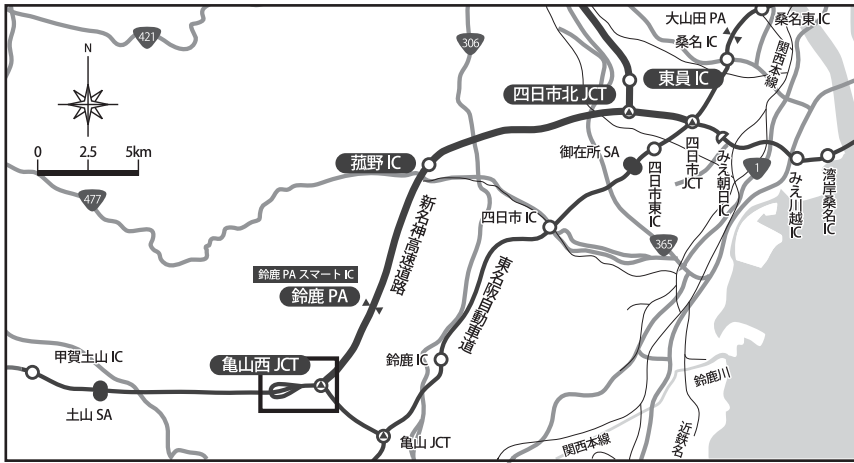 大山田 PA
桑名東 IC
桑名 IC
関西本線
421
306
N
東員 IC
四日市北 JCT
0 2.5 5km
御在所 SA
四日市東 IC
四日市 JCT
みえ朝日 IC
1
みえ川越 IC
湾岸桑名 IC
菰野 IC
477
新名神高速道路
四日市 IC
365
東名阪自動車道
鈴鹿 PA スマート IC
鈴鹿 PA
亀山西 JCT
甲賀土山 IC
土山 SA
鈴鹿 IC
鈴鹿川
亀山 JCT
関西本線
近鉄名